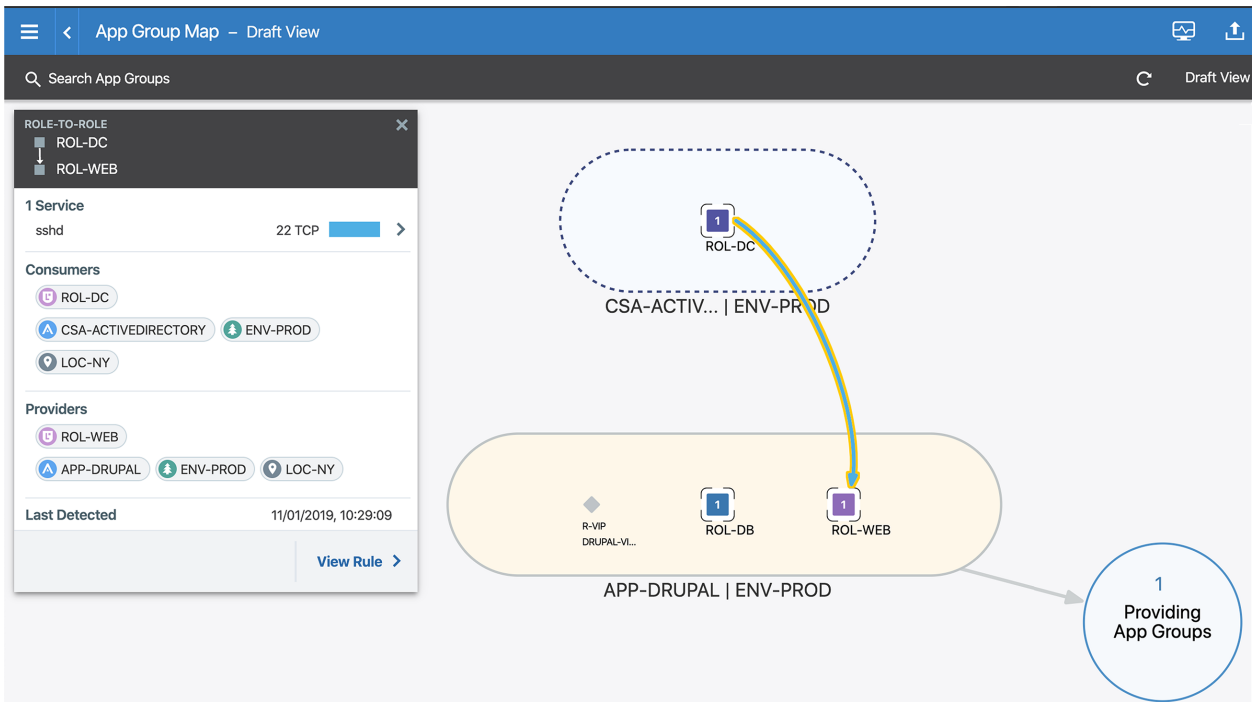 App Group Map – Draft View
Search App Groups
Draft View
ROLE-TO-ROLE
ROL-DC
ROL-WEB
1 Service
sshd 22 TCP
Consumers
ROL-DC
CSA-ACTIVEDIRECTORY ENV-PROD
LOC-NY
Providers
ROL-WEB
APP-DRUPAL ENV-PROD LOC-NY
Last Detected 11/01/2019, 10:29:09
View Rule
1
ROL-DC
CSA-ACTIV... | ENV-PROD
R-VIP
DRUPAL-VI...
1
ROL-DB
1
ROL-WEB
APP-DRUPAL | ENV-PROD
1
Providing
App Groups